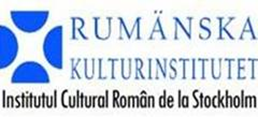 RUMÄNSKA
KULTURINSTITUTET
Institutul Cultural Român de la Stockholm